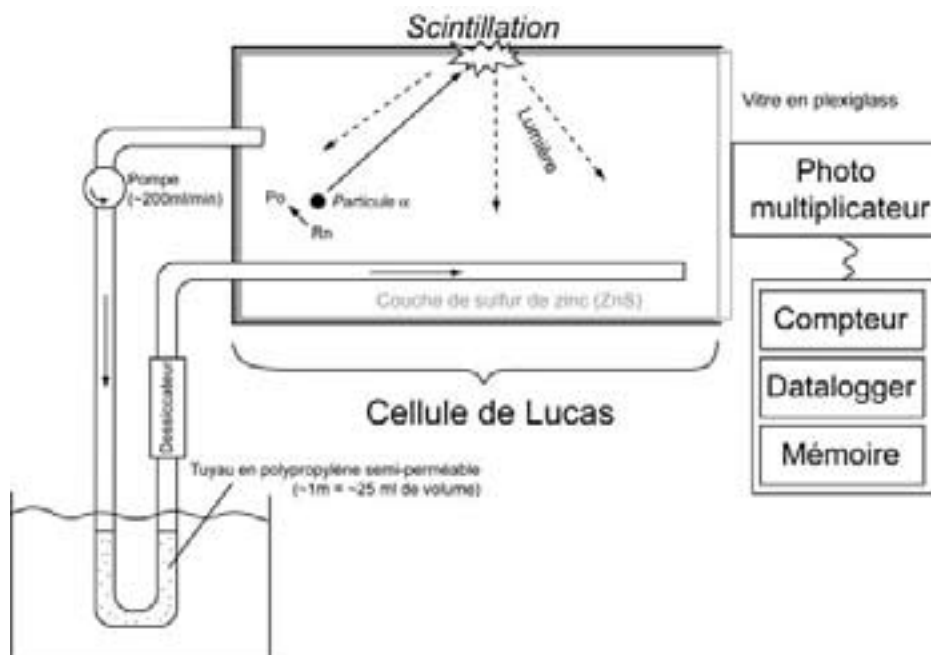 Scintillation
Vitre en plexiglass
Lumière
Photo
multiplicateur
Pompe
(~200ml/min)
Po
Particule α
Rn
Couche de sulfur de zinc (ZnS)
Compteur
Datalogger
Mémoire
Cellule de Lucas
Dessiccateur
Tuyau en polypropylène semi-perméable
(~1m = ~25 ml de volume)